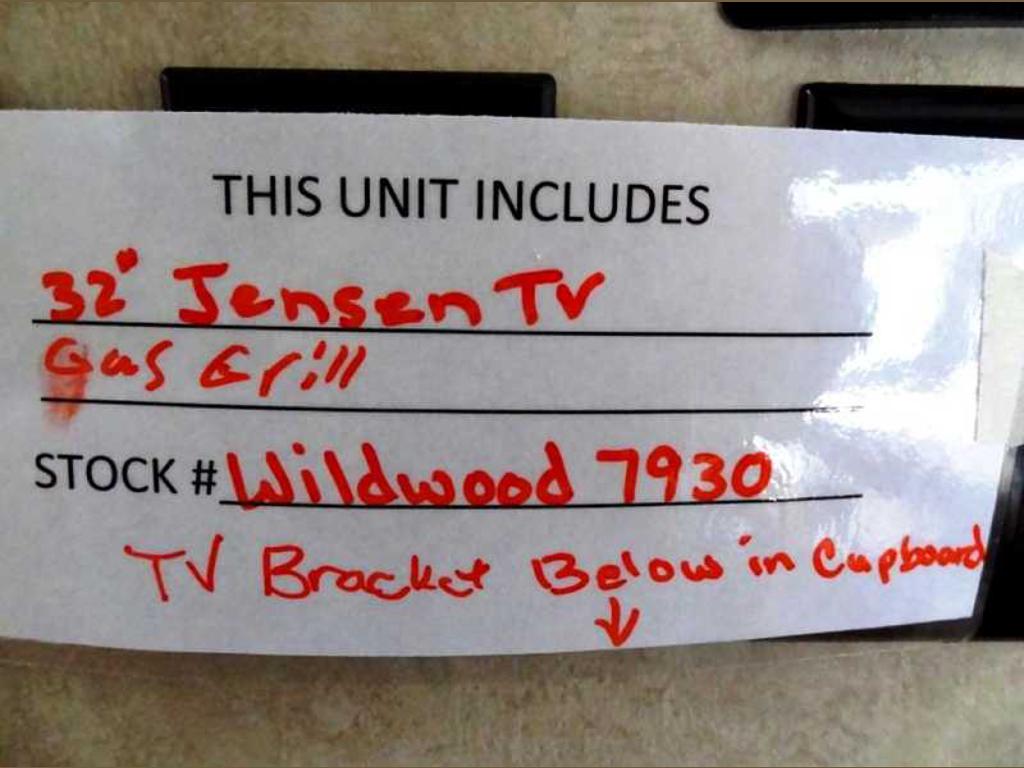 THIS UNIT INCLUDES
32" Jensen TV
Gas Grill
STOCK # Wildwood 7930
TV Bracket Below in Cupboard
↓